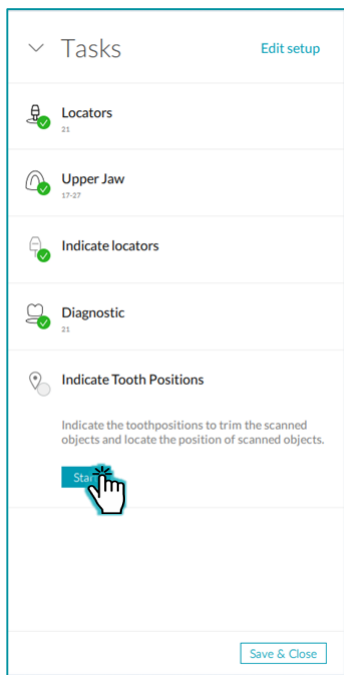 Tasks
Edit setup
Locators
21
Upper Jaw
17-27
Indicate locators
Diagnostic
21
Indicate Tooth Positions
Indicate the toothpositions to trim the scanned
objects and locate the position of scanned objects.
Save & Close